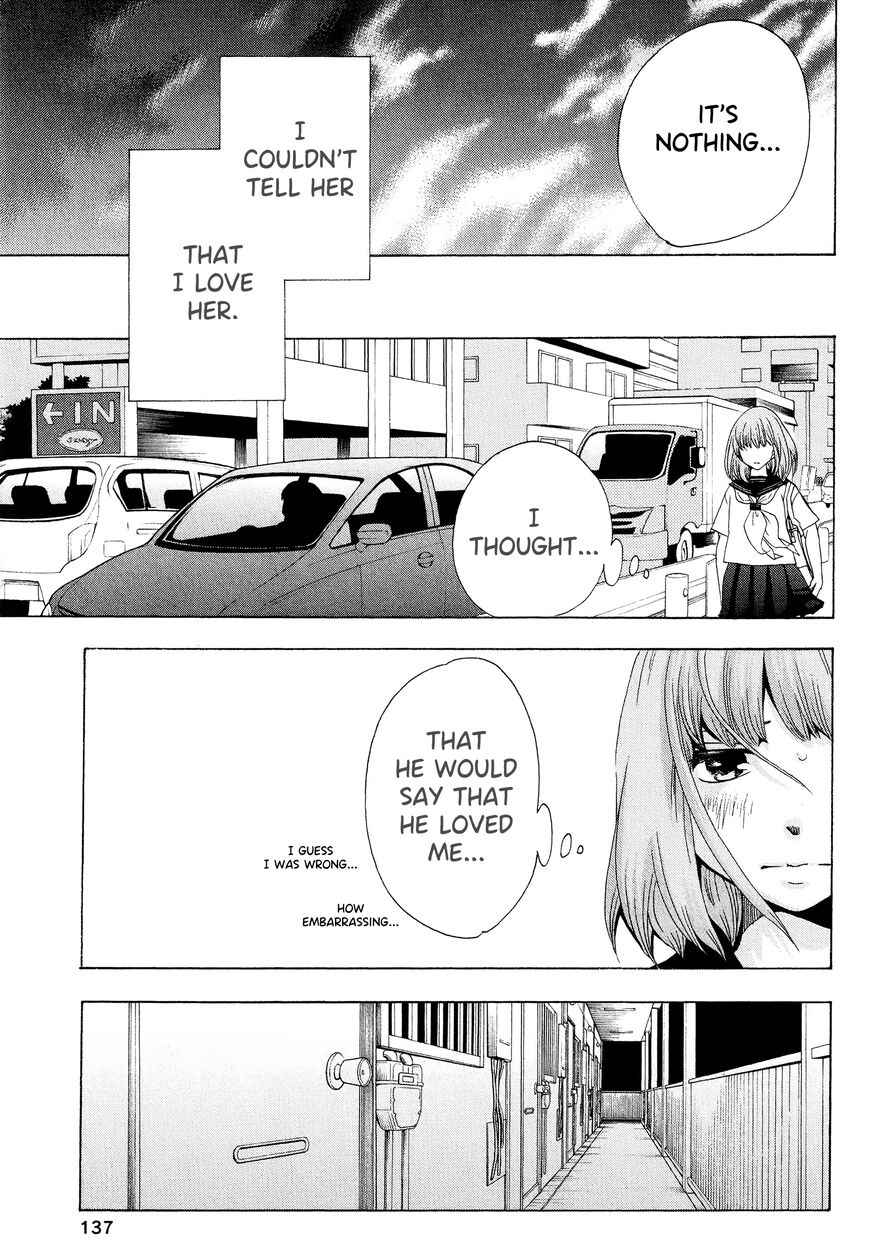 IT'S
NOTHING...
I
COULDN'T
TELL HER
THAT
I LOVE
HER.
←IN
I
THOUGHT...
THAT
HE WOULD
SAY THAT
HE LOVED
ME...
I GUESS
I WAS WRONG...
HOW
EMBARRASSING...
137